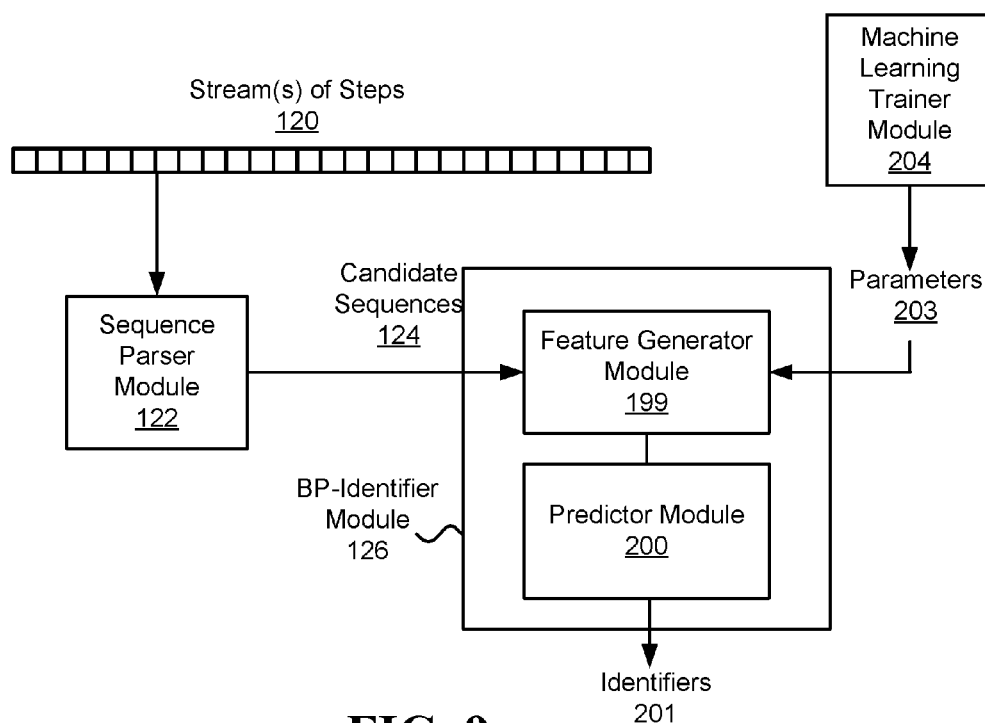 Machine
Learning
Trainer
Module
204
Stream(s) of Steps
120
Candidate
Sequences
124
Parameters
203
Sequence
Parser
Module
122
Feature Generator
Module
199
BP-Identifier
Module
126
Predictor Module
200
Identifiers
201